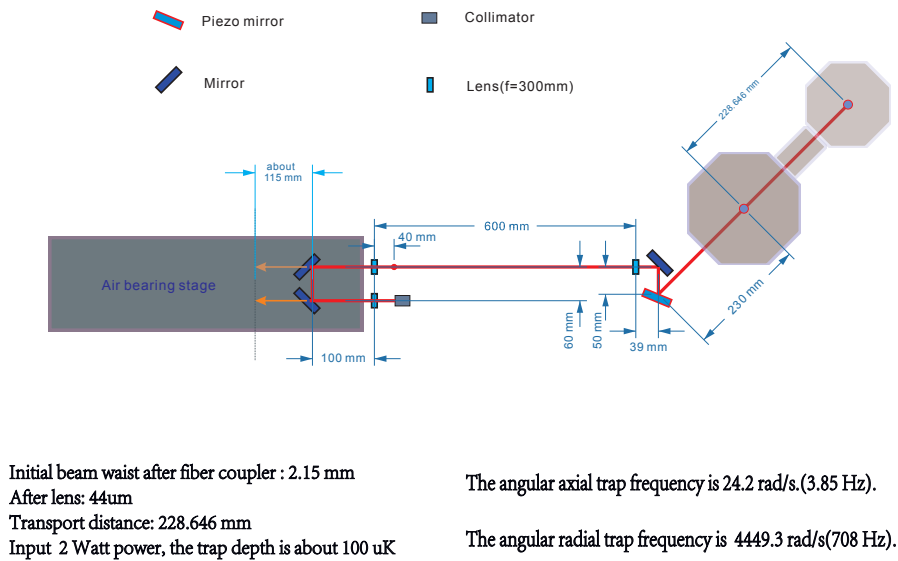 Piezo mirror
Collimator
Mirror
Lens(f=300mm)
228.646 mm
about
115 mm
600 mm
40 mm
Air bearing stage
230 mm
60 mm
50 mm
39 mm
100 mm
Initial beam waist after fiber coupler : 2.15 mm
After lens: 44um
Transport distance: 228.646 mm
Input 2 Watt power, the trap depth is about 100 uK
The angular axial trap frequency is 24.2 rad/s.(3.85 Hz).
The angular radial trap frequency is 4449.3 rad/s(708 Hz).